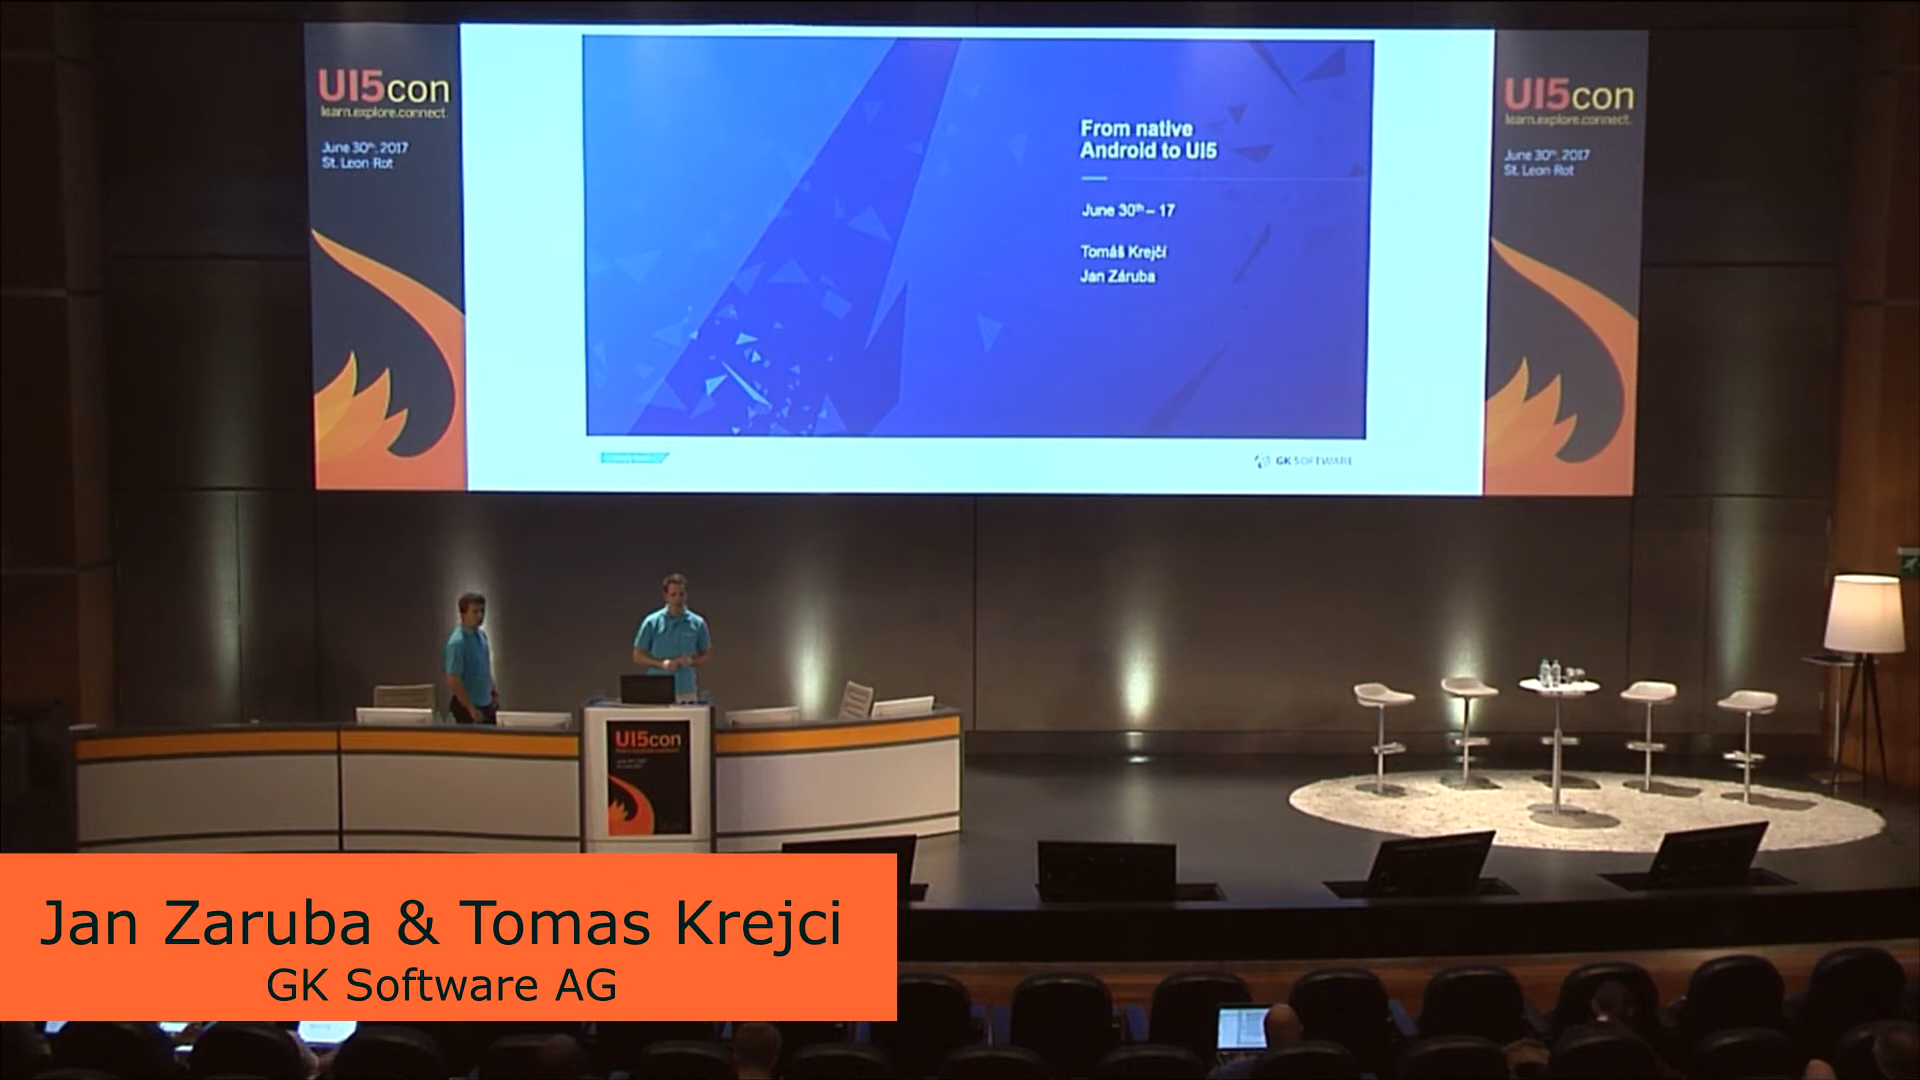 UI5con
learn.explore.connect
June 30th, 2017
St. Leon-Rot
From native
Android to UI5
June 30th – 17
Tomáš Krejčí
Jan Záruba
GK SOFTWARE
UI5con
learn.explore.connect.
June 30th, 2017
St. Leon-Rot
UI5con
Jan Zaruba & Tomas Krejci
GK Software AG